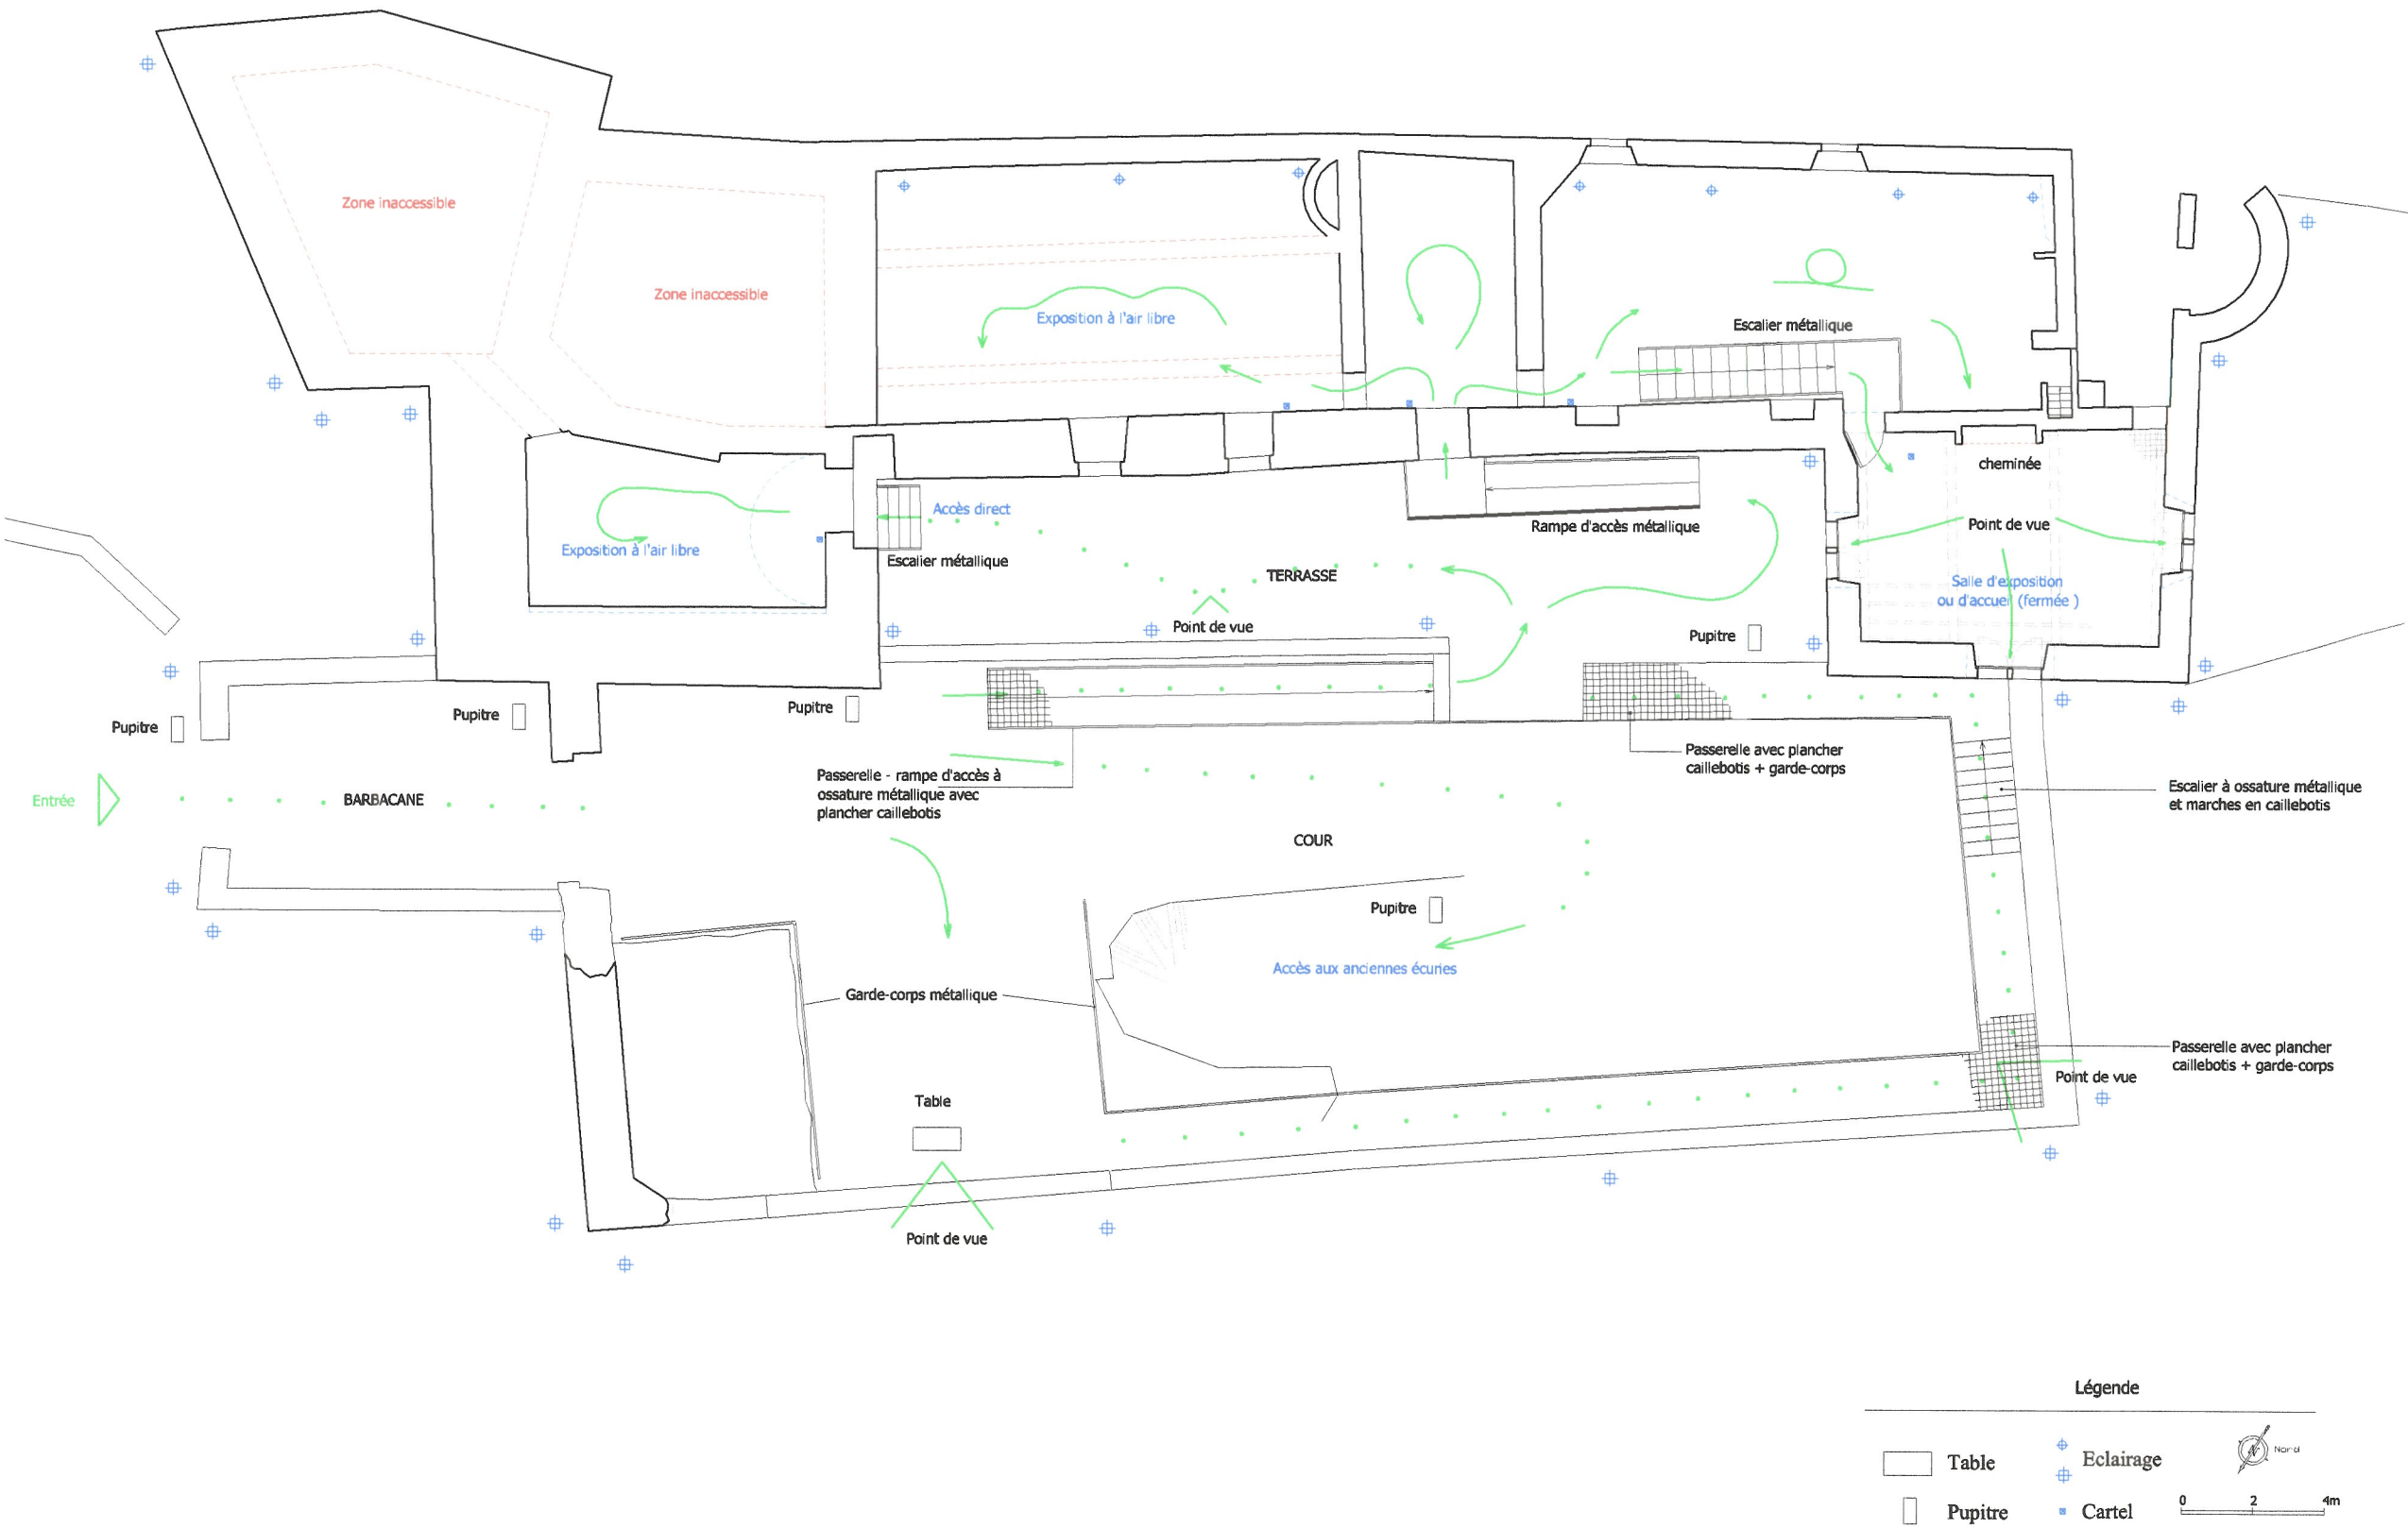 Zone inaccessible
Zone inaccessible
Exposition à l'air libre
Escalier métallique
cheminée
Accès direct
Point de vue
Rampe d'accès métallique
Exposition à l'air libre
Escalier métallique
TERRASSE
Salle d'exposition
ou d'accueil (fermée )
Point de vue
Pupitre
Pupitre
Pupitre
Pupitre
Passerelle avec plancher
caillebotis + garde-corps
Passerelle - rampe d'accès à
ossature métallique avec
plancher caillebotis
Escalier à ossature métallique
et marches en caillebotis
Entrée
BARBACANE
COUR
Pupitre
Accès aux anciennes écuries
Garde-corps métallique
Passerelle avec plancher
caillebotis + garde-corps
Point de vue
Table
Point de vue
Légende
Table
Eclairage
N
Nord
Pupitre
Cartel
0 2 4m